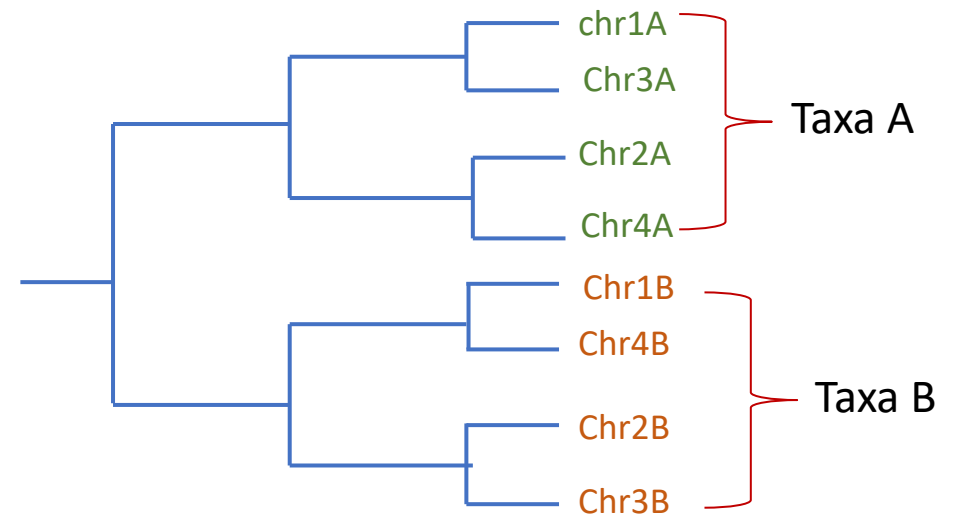 chr1A
Chr3A
Taxa A
Chr2A
Chr4A
Chr1B
Chr4B
Taxa B
Chr2B
Chr3B